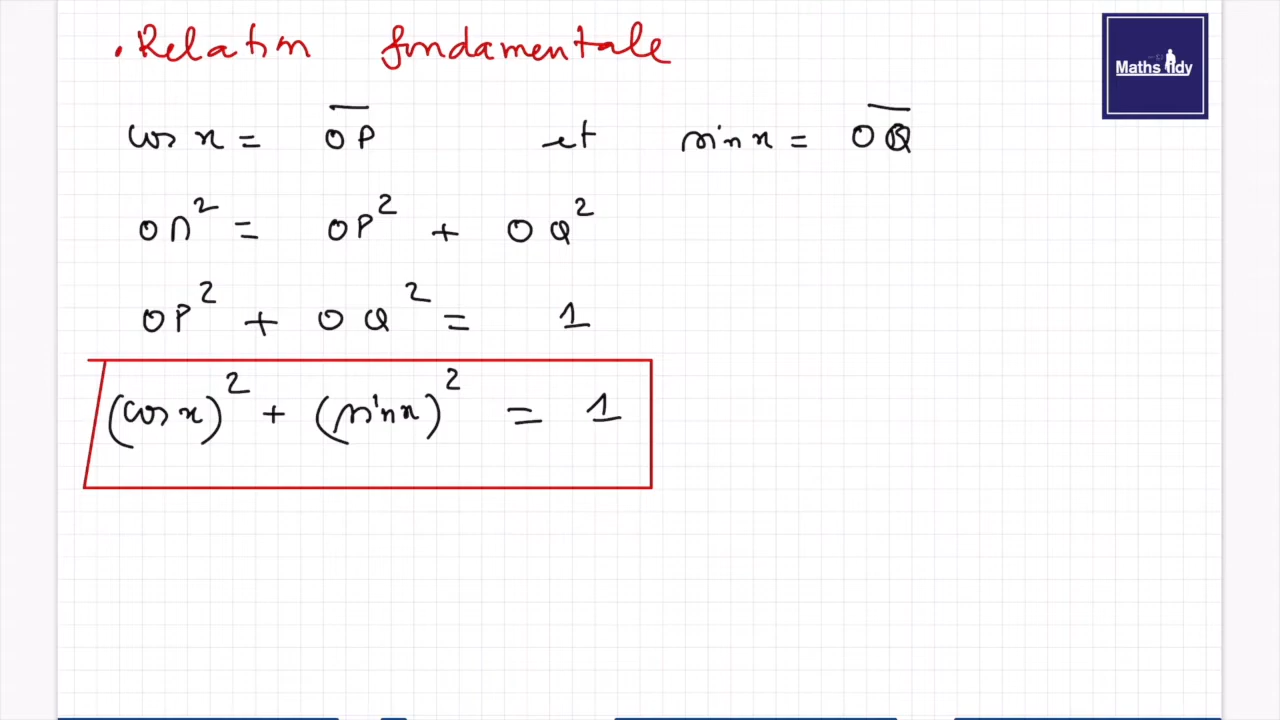 . Relation fondamentale
Maths ndy
cos x = OP et sin x = OQ
OM² = OP² + OQ²
OP² + OQ² = 1
(cos x)² + (sin x)² = 1